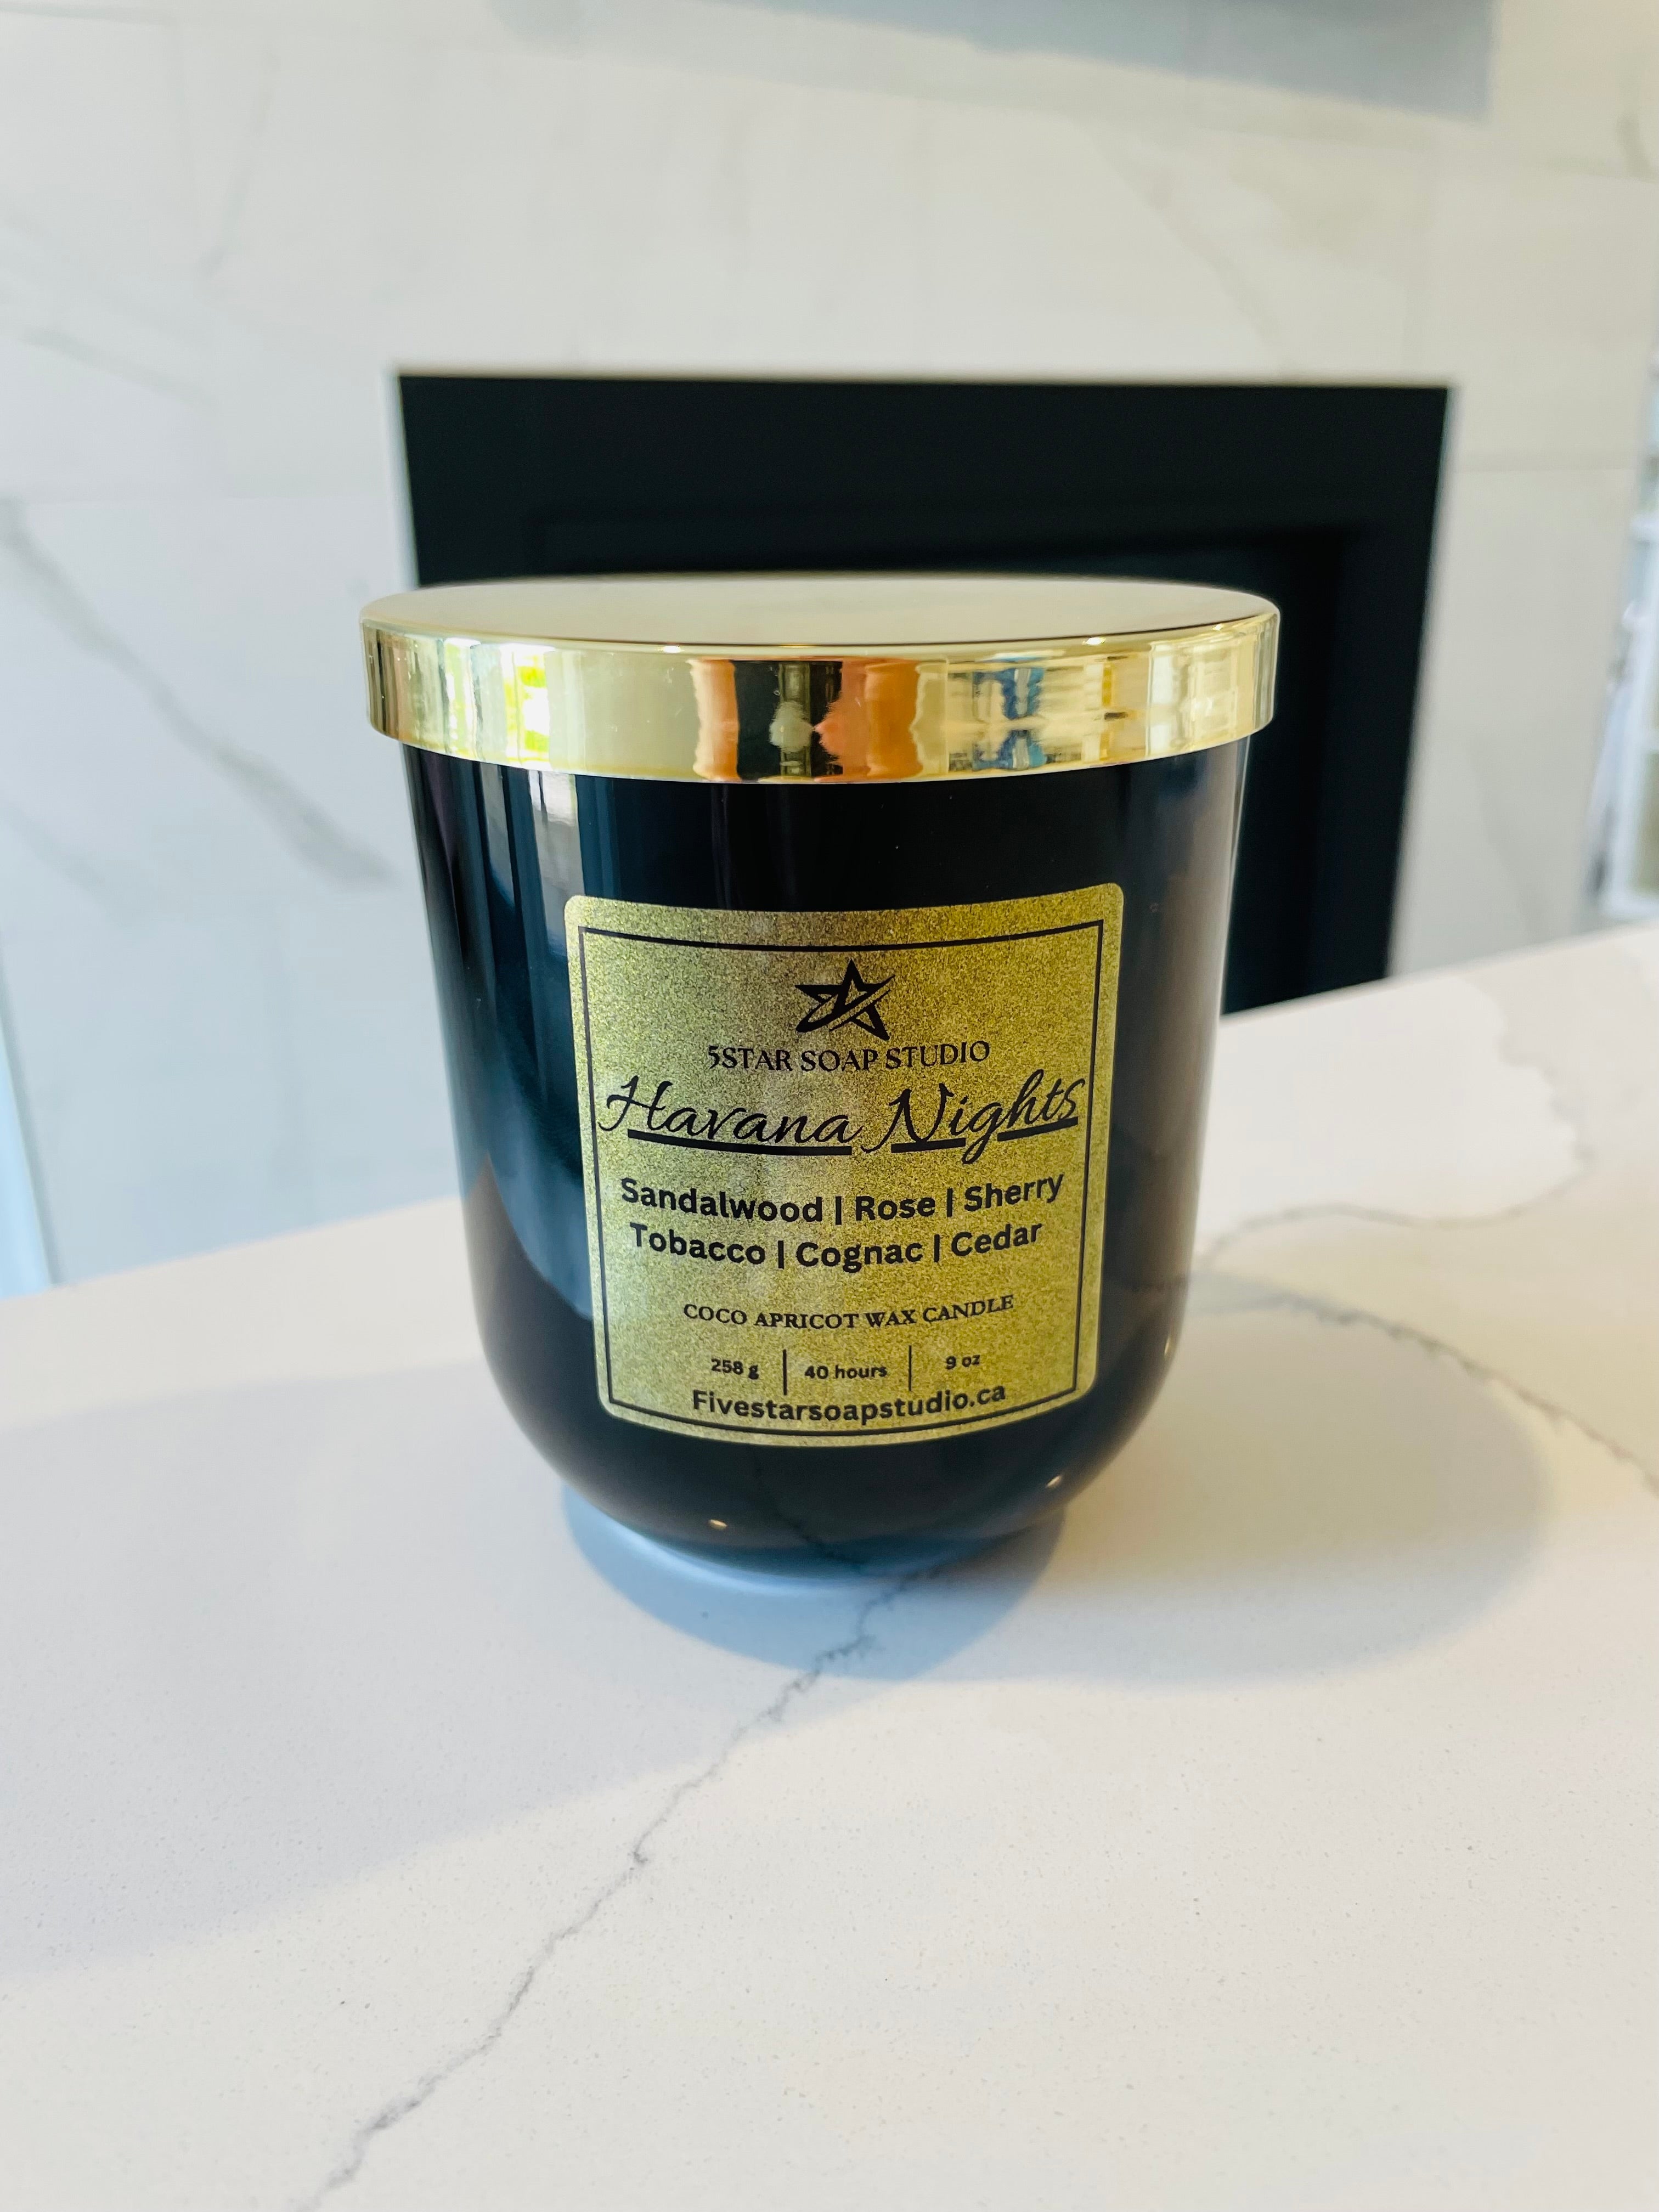 5STAR SOAP STUDIO
Havana Nights
Sandalwood | Rose | Sherry
Tobacco | Cognac | Cedar
COCO APRICOT WAX CANDLE
258 g | 40 hours | 9 oz
Fivestarsoapstudio.ca